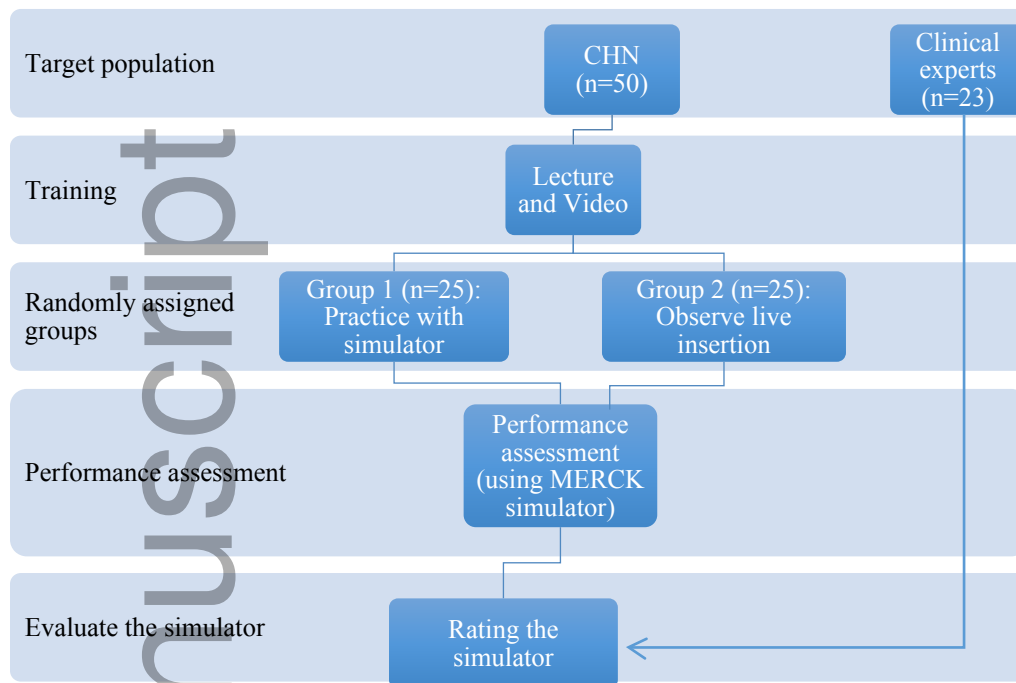 Target population
CHN
(n=50)
Clinical
experts
(n=23)
Training
Lecture
and Video
Randomly assigned
groups
Group 1 (n=25):
Practice with
simulator
Group 2 (n=25):
Observe live
insertion
Performance assessment
Performance
assessment
(using MERCK
simulator)
Evaluate the simulator
Rating the
simulator
nuscript